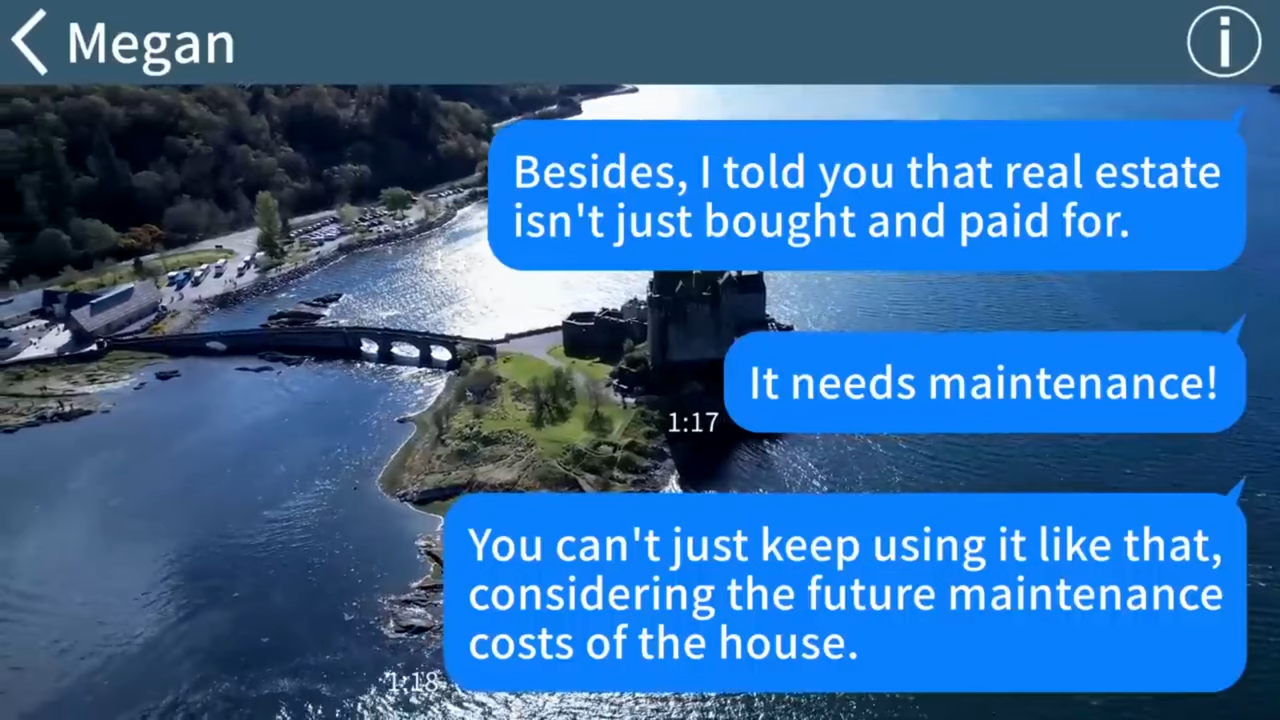 Megan
Besides, I told you that real estate
isn't just bought and paid for.
It needs maintenance!
1:17
You can't just keep using it like that,
considering the future maintenance
costs of the house.
1:18